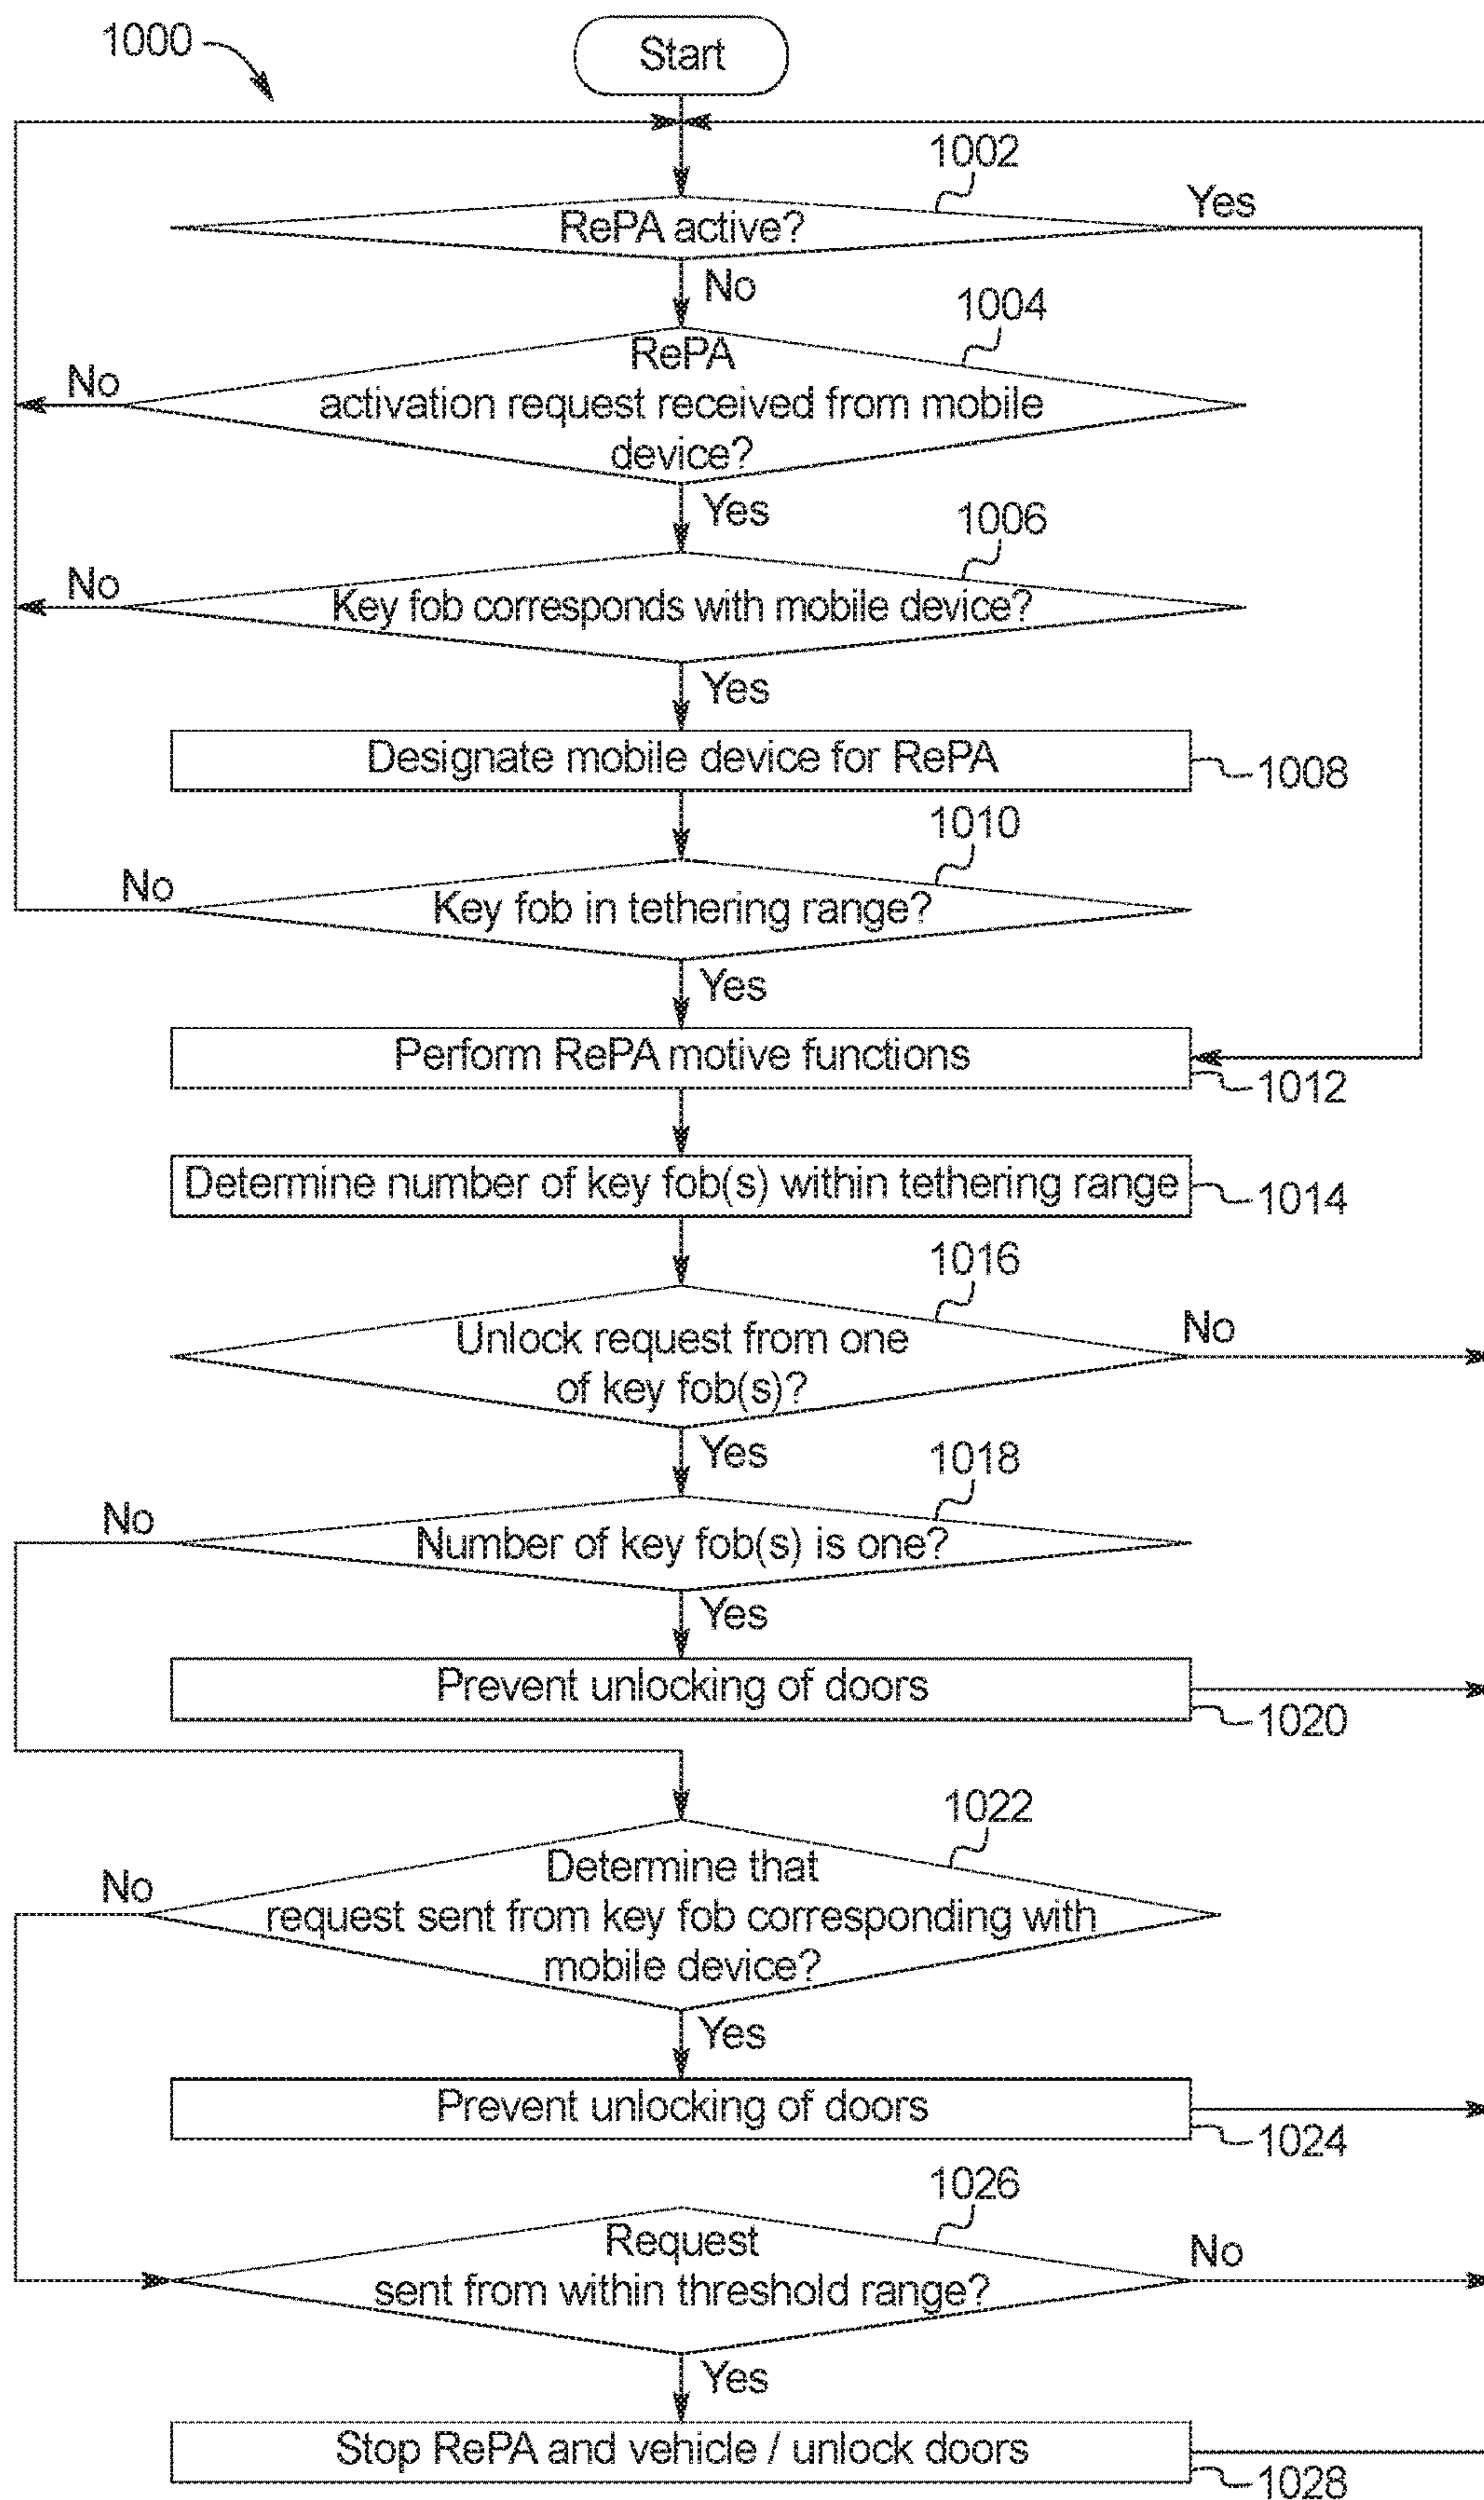 1000
Start
1002
Yes
RePA active?
No
1004
RePA
No
activation request received from mobile
device?
Yes
1006
No
Key fob corresponds with mobile device?
Yes
Designate mobile device for RePA
1008
1010
No
Key fob in tethering range?
Yes
Perform RePA motive functions
1012
Determine number of key fob(s) within tethering range
1014
1016
No
Unlock request from one
of key fob(s)?
Yes
1018
No
Number of key fob(s) is one?
Yes
Prevent unlocking of doors
1020
1022
Determine that
No
request sent from key fob corresponding with
mobile device?
Yes
Prevent unlocking of doors
1024
1026
Request
No
sent from within threshold range?
Yes
Stop RePA and vehicle / unlock doors
1028